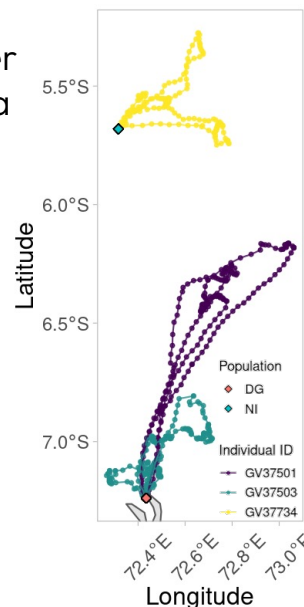 er
a
5.5°S
6.0°S
6.5°S
7.0°S
Latitude
Population
DG
NI
Individual ID
GV37501
GV37503
GV37734
72.4°E
72.6°E
72.8°E
73.0°E
Longitude